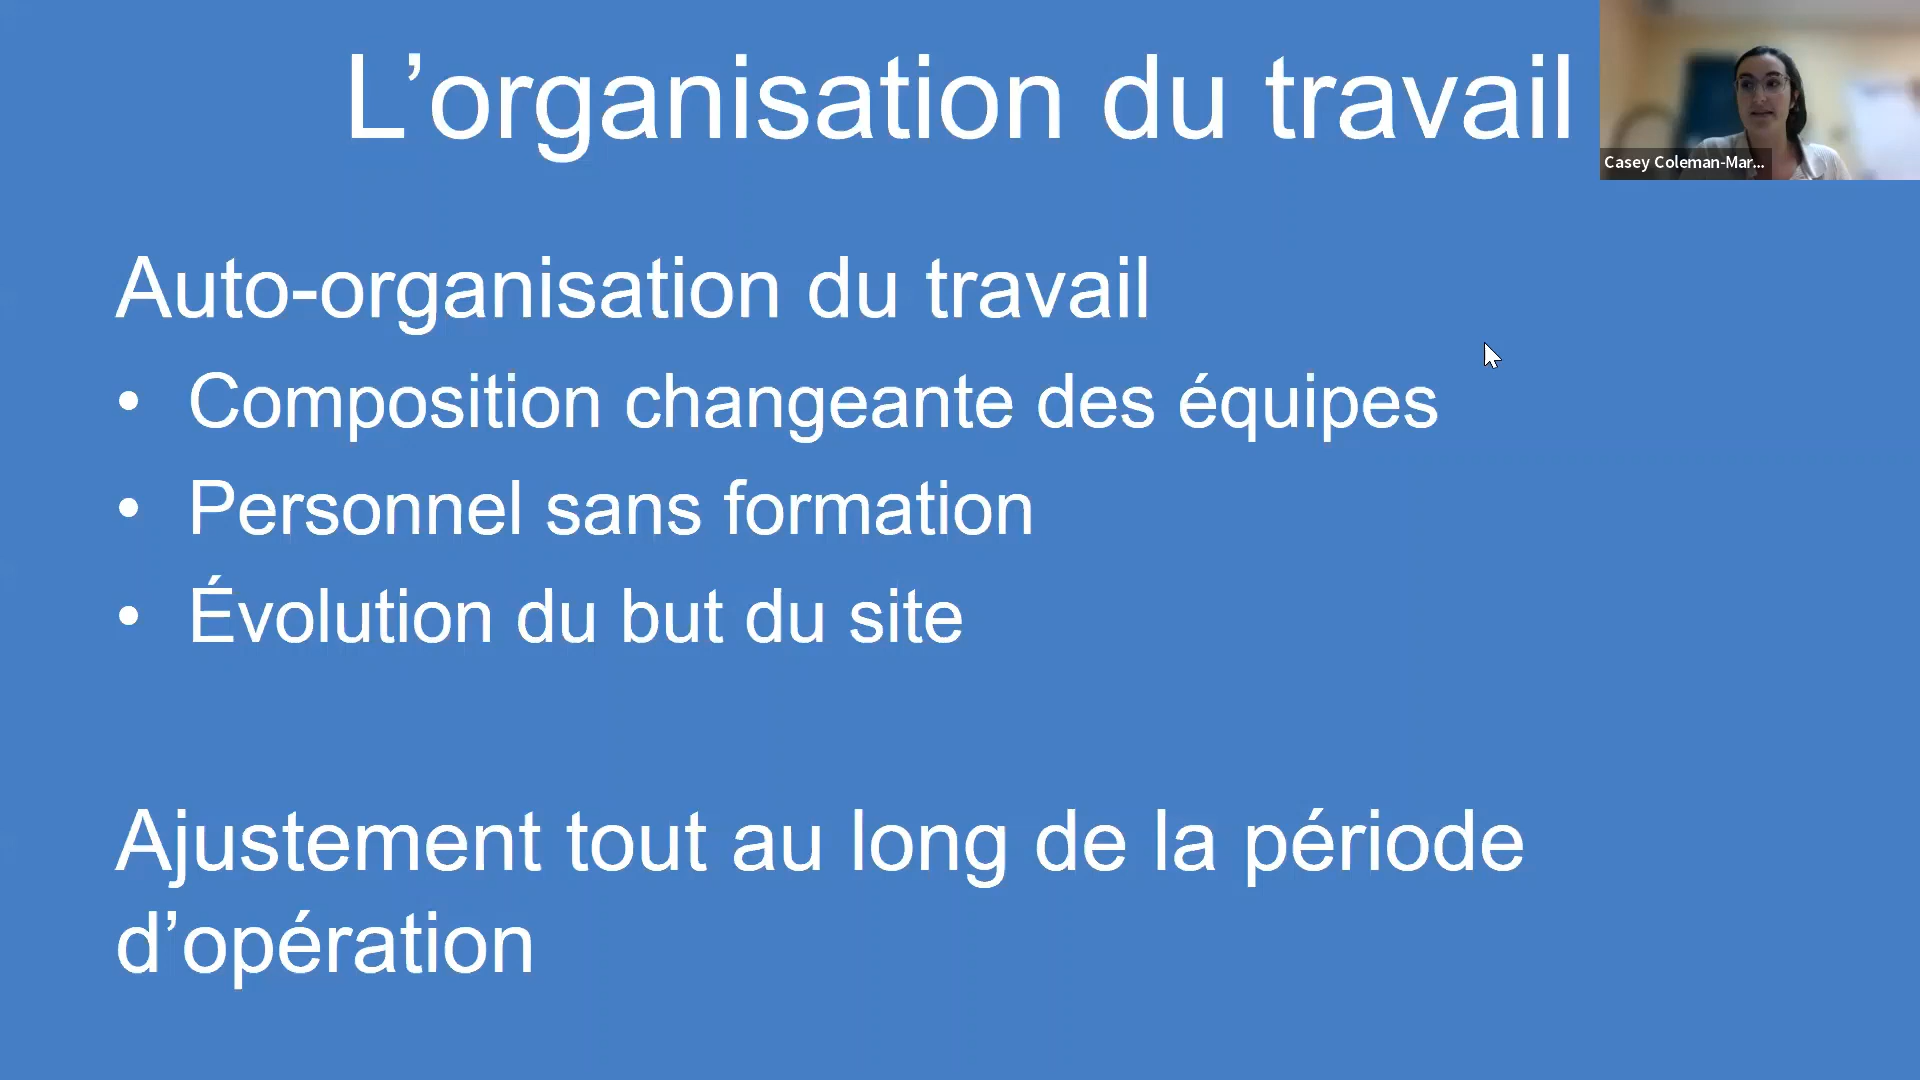 L’organisation du travail
Casey Coleman-Mar...
Auto-organisation du travail
• Composition changeante des équipes
• Personnel sans formation
• Évolution du but du site
Ajustement tout au long de la période
d’opération